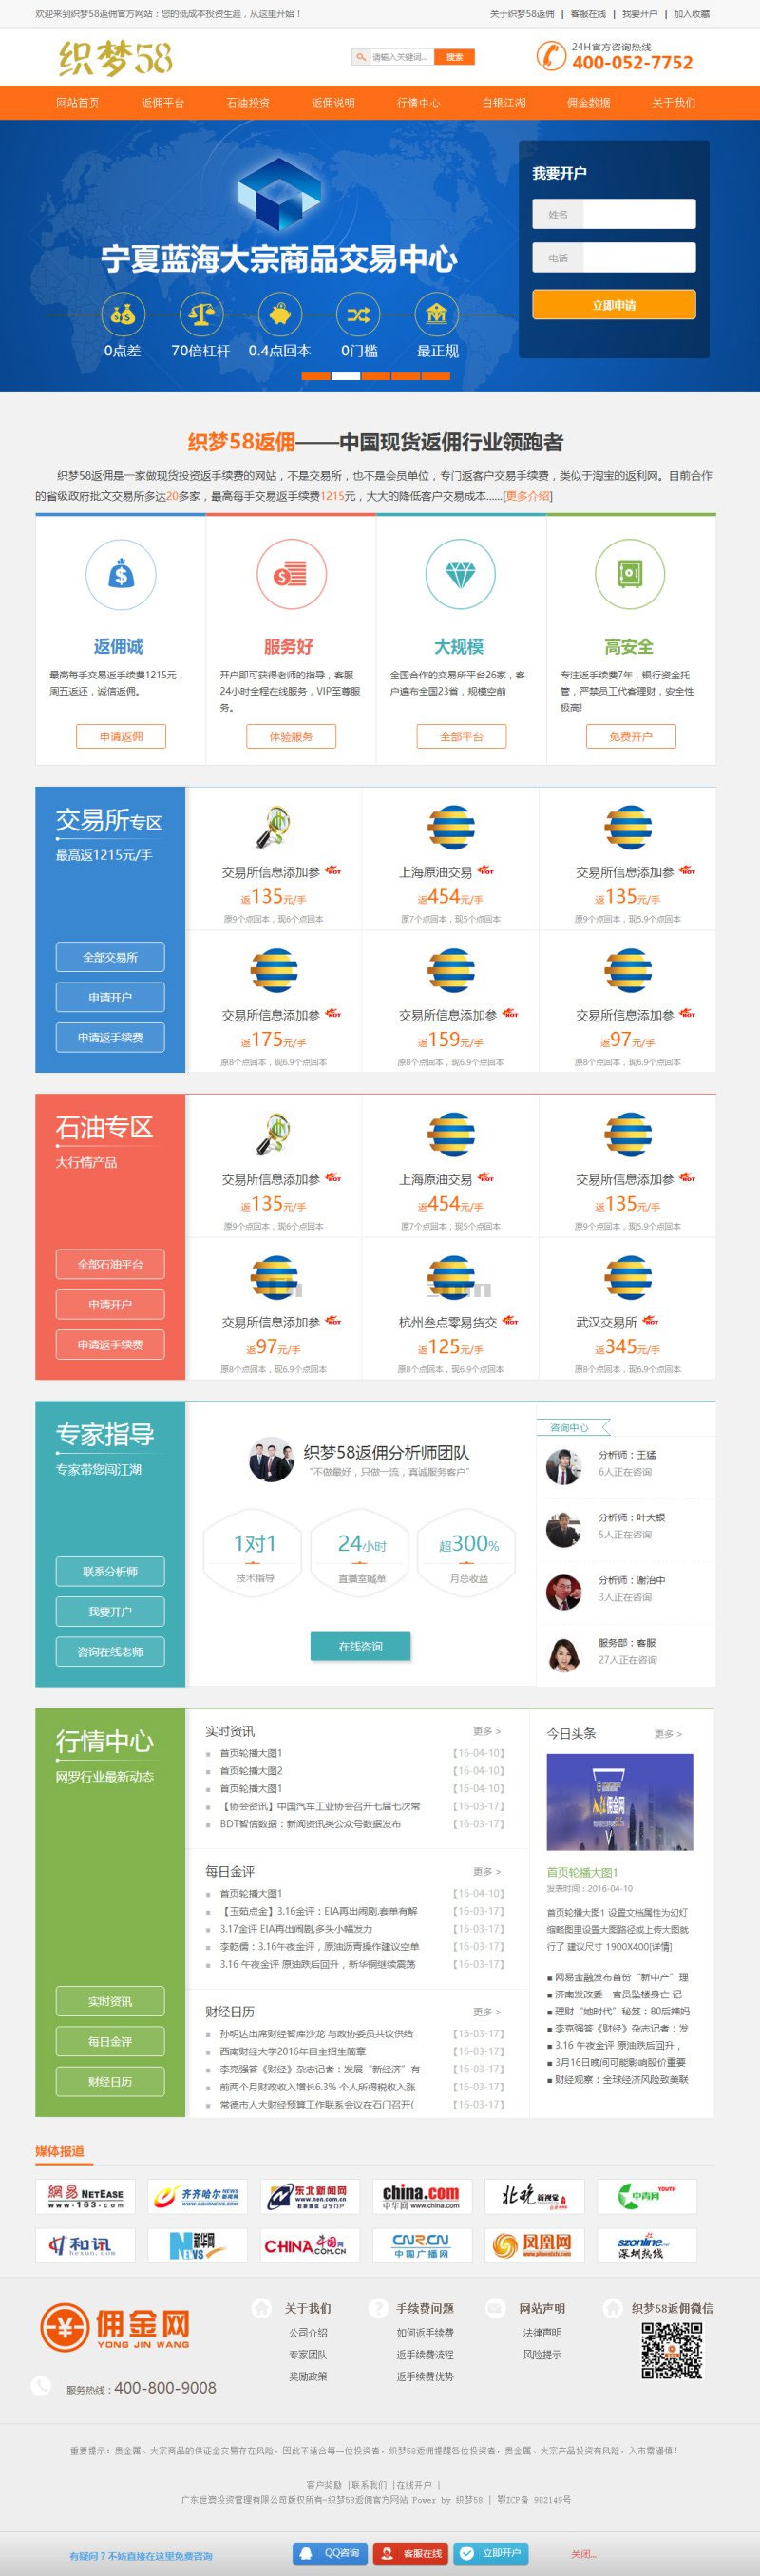 欢迎来到织梦58返佣官方网站：您的低成本投资生涯，从这里开始！
关于织梦58返佣 | 客服在线 | 我要开户 | 加入收藏
织梦58
请输入关键词... 搜索
24H官方咨询热线
400-052-7752
网站首页 返佣平台 石油投资 返佣说明 行情中心 白银江湖 佣金数据 关于我们
宁夏蓝海大宗商品交易中心
0点差 70倍杠杆 0.4点回本 0门槛 最正规
我要开户
姓名
电话
立即申请
织梦58返佣——中国现货返佣行业领跑者
织梦58返佣是一家做现货投资返手续费的网站，不是交易所，也不是会员单位，专门返客户交易手续费，类似于淘宝的返利网。目前合作
的省级政府批文交易所多达20多家，最高每手交易返手续费1215元，大大的降低客户交易成本......[更多介绍]
返佣诚
最高每手交易返手续费1215元，
周五返还，诚信返佣。
申请返佣
服务好
开户即可获得老师的指导，客服
24小时全程在线服务，VIP至尊服
务。
体验服务
大规模
全国合作的交易所平台26家，客
户遍布全国23省，规模空前
全部平台
高安全
专注返手续费7年，银行资金托
管，严禁员工代客理财，安全性
极高!
免费开户
交易所专区
最高返1215元/手
全部交易所
申请开户
申请返手续费
交易所信息添加参 HOT
返135元/手
原9个点回本，现6个点回本
上海原油交易 HOT
返454元/手
原7个点回本，现5个点回本
交易所信息添加参 HOT
返135元/手
原9个点回本，现5.9个点回本
交易所信息添加参 HOT
返175元/手
原8个点回本，现6.9个点回本
交易所信息添加参 HOT
返159元/手
原8个点回本，现6.9个点回本
交易所信息添加参 HOT
返97元/手
原8个点回本，现6.9个点回本
石油专区
大行情产品
全部石油平台
申请开户
申请返手续费
交易所信息添加参 HOT
返135元/手
原9个点回本，现6个点回本
上海原油交易 HOT
返454元/手
原7个点回本，现5个点回本
交易所信息添加参 HOT
返135元/手
原9个点回本，现5.9个点回本
交易所信息添加参 HOT
返97元/手
原8个点回本，现6.9个点回本
杭州叁点零易货交 HOT
返125元/手
原8个点回本，现6.9个点回本
武汉交易所 HOT
返345元/手
原8个点回本，现6.9个点回本
专家指导
专家带您闯江湖
联系分析师
我要开户
咨询在线老师
织梦58返佣分析师团队
"不做最好，只做一流，真诚服务客户"
1对1
技术指导
24小时
直播室喊单
超300%
月总收益
在线咨询
咨询中心
分析师：王猛
6人正在咨询
分析师：叶大银
5人正在咨询
分析师：谢治中
3人正在咨询
服务部：客服
27人正在咨询
行情中心
网罗行业最新动态
实时资讯
每日金评
财经日历
实时资讯 更多 >
首页轮播大图1 【16-04-10】
首页轮播大图2 【16-04-10】
首页轮播大图1 【16-04-10】
【协会资讯】中国汽车工业协会召开七届七次常 【16-03-17】
BDT智信数据：新闻资讯类公众号数据发布 【16-03-17】
每日金评 更多 >
首页轮播大图1 【16-04-10】
【玉茹点金】3.16金评：EIA再出闹剧,套单有解 【16-03-17】
3.17金评 EIA再出闹剧,多头小幅发力 【16-03-17】
李乾儒：3.16午夜金评，原油沥青操作建议空单 【16-03-17】
3.16 午夜金评 原油跌后回升，新华铜继续震荡 【16-03-17】
财经日历 更多 >
孙明达出席财经智库沙龙 与政协委员共议供给 【16-03-17】
西南财经大学2016年自主招生简章 【16-03-17】
李克强答《财经》杂志记者：发展“新经济”有 【16-03-17】
前两个月财政收入增长6.3% 个人所得税收入涨 【16-03-17】
常德市人大财经预算工作联系会议在石门召开( 【16-03-17】
今日头条 更多 >
佣金网
首页轮播大图1
发表时间：2016-04-10
首页轮播大图1 设置文档属性为幻灯
缩略图里设置大图路径或上传大图就
行了 建议尺寸 1900X400[详情]
网易金融发布首份“新中产”理
济南发改委一官员坠楼身亡 记
理财“她时代”秘笈：80后辣妈
李克强答《财经》杂志记者：发
3.16 午夜金评 原油跌后回升，
3月16日晚间可能影响股价重要
财经观察：全球经济风险致美联
媒体报道
網易 NETEASE www.163.com
齐齐哈尔 NEWS 新闻网
东北新闻网 www.nen.com.cn
china.com 中华网 www.china.com
北晚新视觉
中青网 YOUTH
和讯 hexun.com
NEWS 新华网
CHINA 中国网 .COM.CN
CNR.CN 中国广播网
凤凰网
szonline 深圳热线
佣金网
YONG JIN WANG
服务热线：400-800-9008
关于我们
公司介绍
专家团队
奖励政策
手续费问题
如何返手续费
返手续费流程
返手续费优势
网站声明
法律声明
风险提示
织梦58返佣微信
重要提示：贵金属、大宗商品的保证金交易存在风险，因此不适合每一位投资者，织梦58返佣提醒各位投资者，贵金属、大宗产品投资有风险，入市需谨慎！
客户奖励 |联系我们 |在线开户 |
广东世貿投资管理有限公司版权所有-织梦58返佣官方网站 Power by 织梦58 | 鄂ICP备 982149号
有疑问？不妨直接在这里免费咨询
QQ咨询
客服在线
立即开户
关闭...